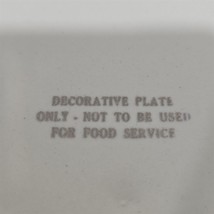 DECORATIVE PLATE
ONLY - NOT TO BE USED
FOR FOOD SERVICE